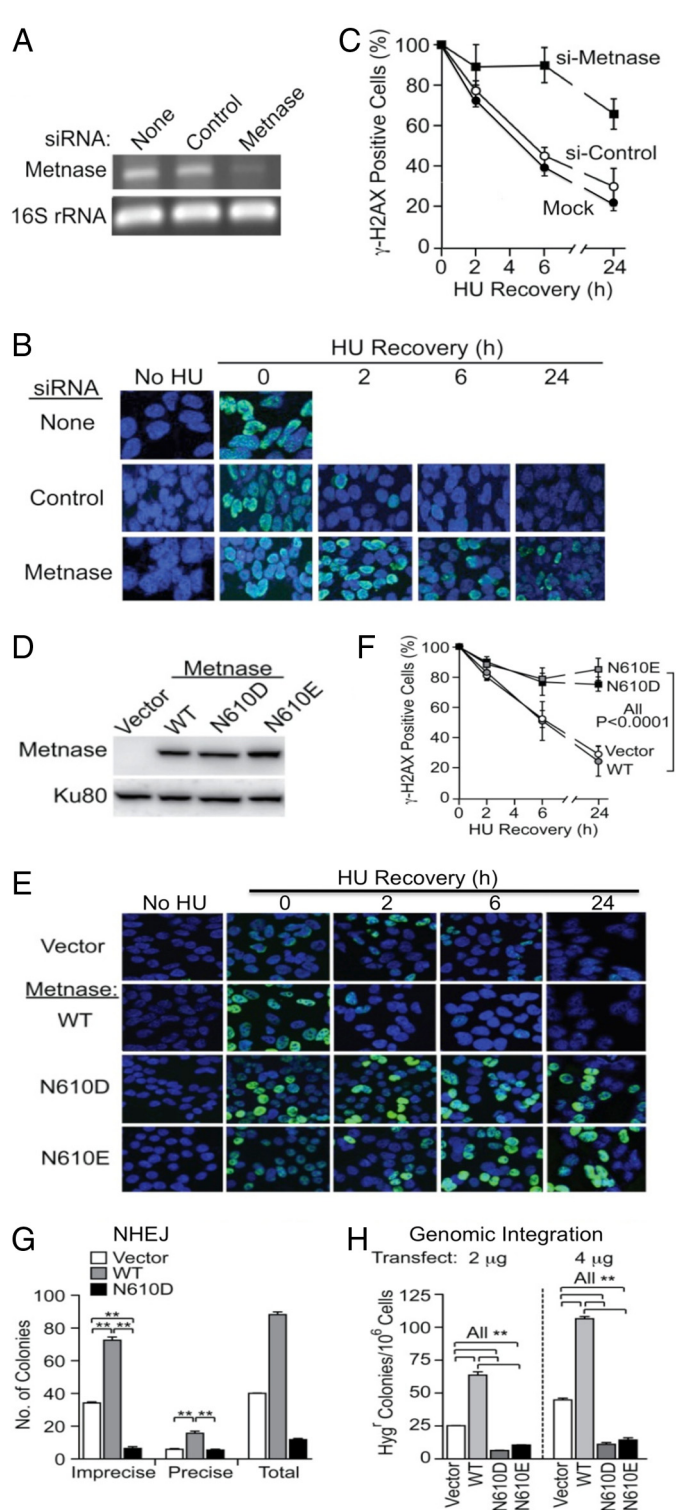 A
siRNA: None Control Metnase
Metnase
16S rRNA
C
γ-H2AX Positive Cells (%)
100
80
60
40
20
0
si-Metnase
si-Control
Mock
0 2 4 6 24
HU Recovery (h)
B
HU Recovery (h)
siRNA No HU 0 2 6 24
None
Control
Metnase
D
Metnase
Vector WT N610D N610E
Metnase
Ku80
F
γ-H2AX Positive Cells (%)
100
80
60
40
20
0
N610E
N610D
All
P<0.0001
Vector
WT
0 2 4 6 24
HU Recovery (h)
E
HU Recovery (h)
No HU 0 2 6 24
Vector
Metnase:
WT
N610D
N610E
G NHEJ
Vector
WT
N610D
No. of Colonies
100
80
60
40
20
0
** 
** **
** **
Imprecise Precise Total
H Genomic Integration
Transfect: 2 μg 4 μg
Hygr Colonies/10⁶ Cells
125
100
75
50
25
0
All **
All **
Vector WT N610D N610E Vector WT N610D N610E